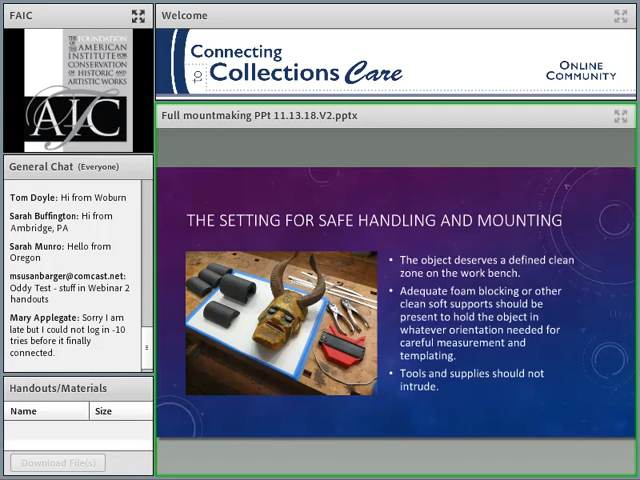 FAIC
THE FOUNDATION
OF THE AMERICAN
INSTITUTE FOR
CONSERVATION
OF HISTORIC AND
ARTISTIC WORKS
AIC
General Chat (Everyone)
Tom Doyle: Hi from Woburn
Sarah Buffington: Hi from
Ambridge, PA
Sarah Munro: Hello from
Oregon
msusanbarger@comcast.net:
Oddy Test - stuff in Webinar 2
handouts
Mary Applegate: Sorry I am
late but I could not log in -10
tries before it finally
connected.
Handouts/Materials
Name Size
Download File(s)
Welcome
Connecting
to Collections Care
ONLINE
COMMUNITY
Full mountmaking PPt 11.13.18.V2.pptx
THE SETTING FOR SAFE HANDLING AND MOUNTING
• The object deserves a defined clean
zone on the work bench.
• Adequate foam blocking or other
clean soft supports should be
present to hold the object in
whatever orientation needed for
careful measurement and
templating.
• Tools and supplies should not
intrude.